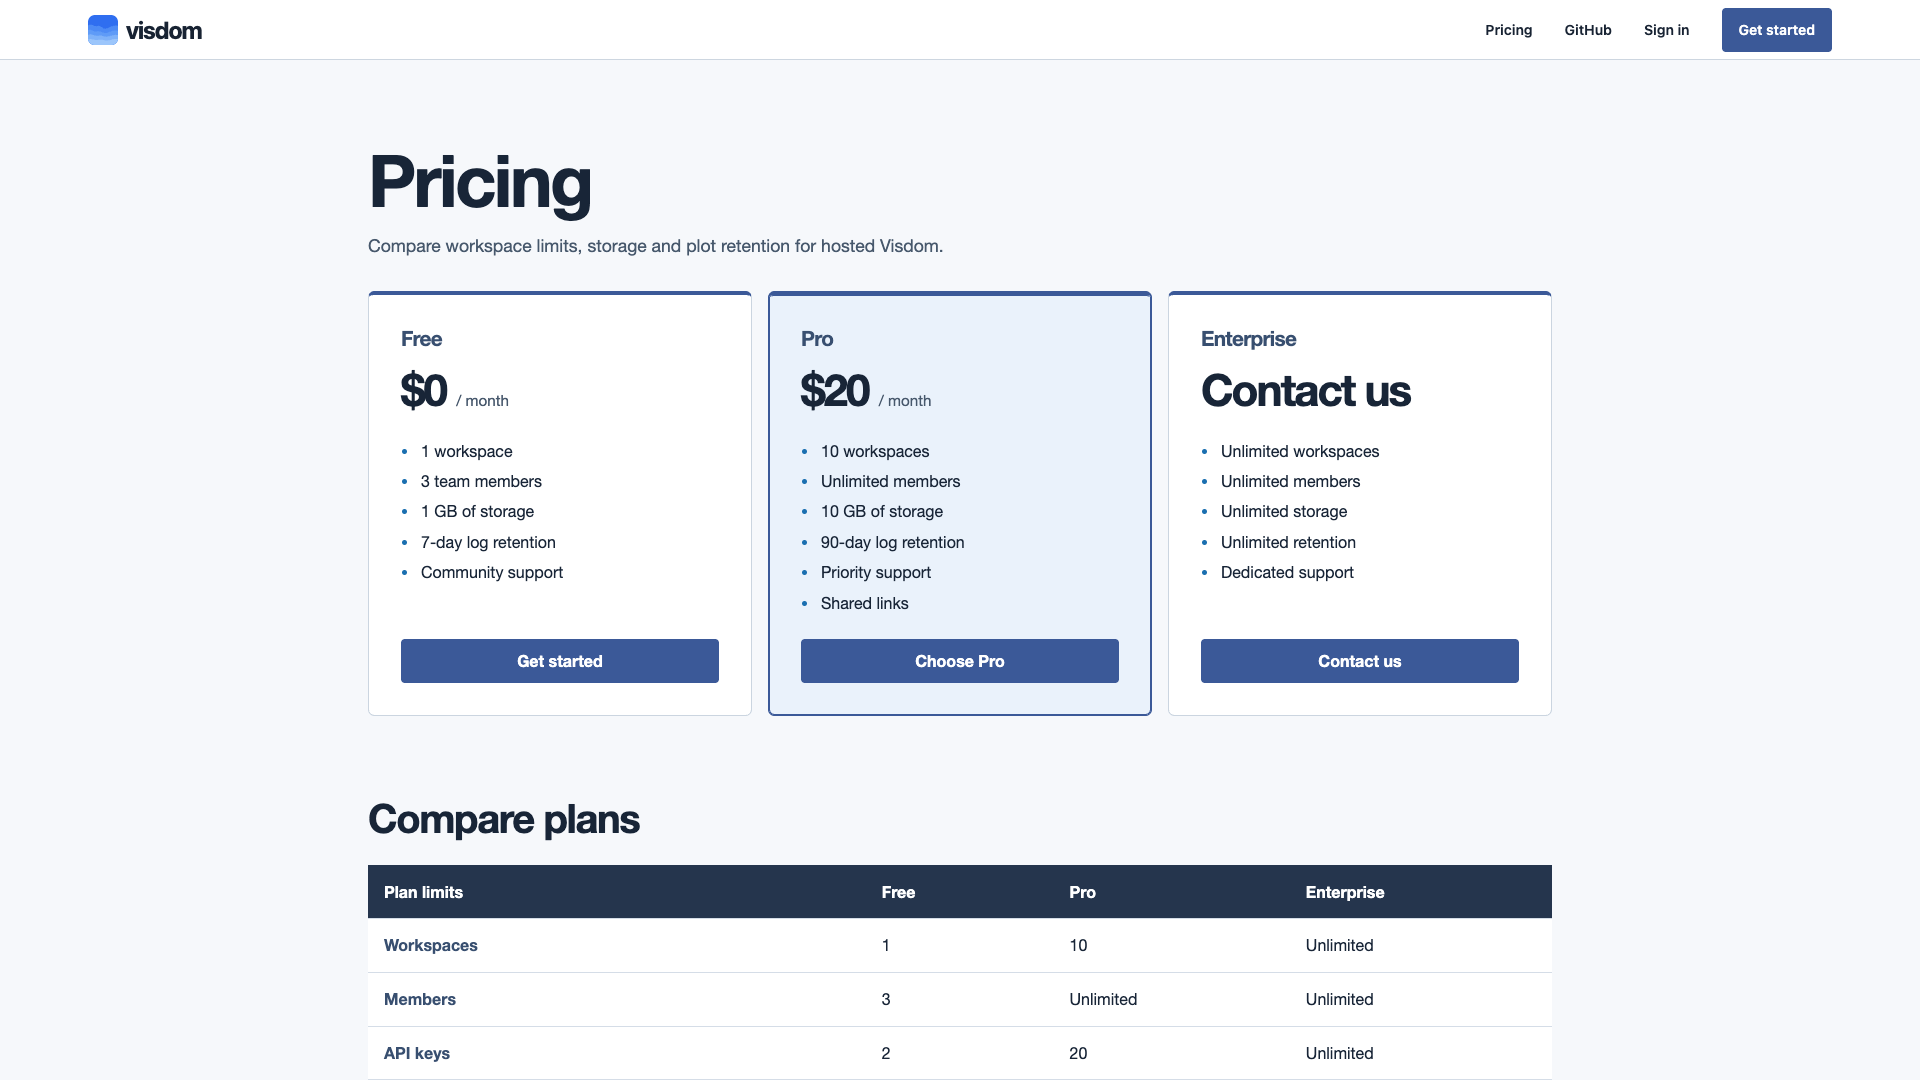 visdom
Pricing
GitHub
Sign in
Get started
Pricing
Compare workspace limits, storage and plot retention for hosted Visdom.
Free
$0 / month
• 1 workspace
• 3 team members
• 1 GB of storage
• 7-day log retention
• Community support
Get started
Pro
$20 / month
• 10 workspaces
• Unlimited members
• 10 GB of storage
• 90-day log retention
• Priority support
• Shared links
Choose Pro
Enterprise
Contact us
• Unlimited workspaces
• Unlimited members
• Unlimited storage
• Unlimited retention
• Dedicated support
Contact us
Compare plans
Plan limits Free Pro Enterprise
Workspaces 1 10 Unlimited
Members 3 Unlimited Unlimited
API keys 2 20 Unlimited